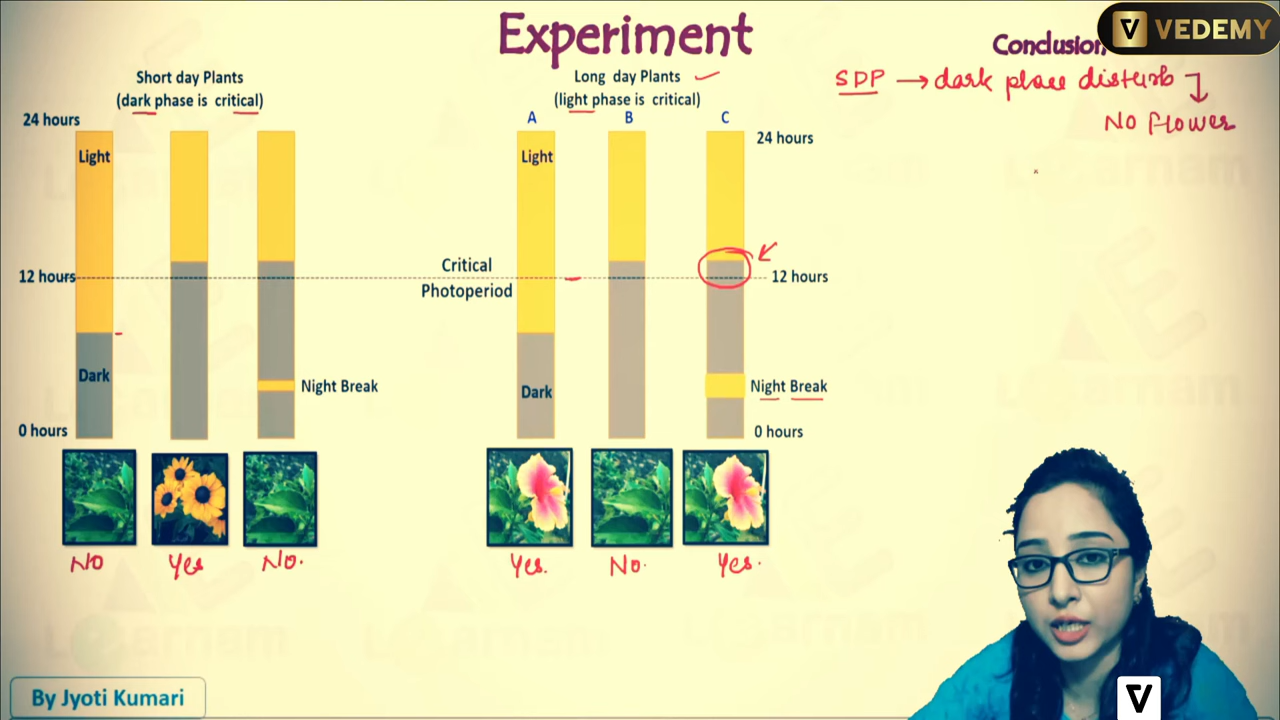 Experiment
VEDEMY
Conclusion
Short day Plants
(dark phase is critical)
Long day Plants
(light phase is critical)
SDP → dark place disturb
No flower
24 hours
A
B
C
24 hours
Light
Light
12 hours
Critical
Photoperiod
12 hours
Dark
Night Break
Dark
Night Break
0 hours
0 hours
NO
Yes
No.
Yes.
No.
Yes.
By Jyoti Kumari